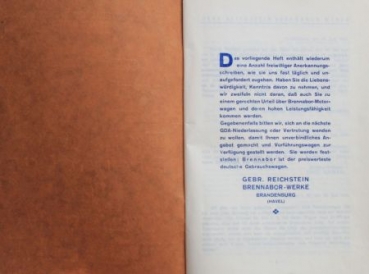 Das vorliegende Heft enthält wiederum
eine Anzahl freiwilliger Anerkennungs-
schreiben, wie sie uns fast täglich und un-
aufgefordert zugehen. Haben Sie die Liebens-
würdigkeit, Kenntnis davon zu nehmen, und
wir zweifeln nicht daran, daß auch Sie zu
einem gerechten Urteil über Brennabor-Motor-
wagen und deren hohen Leistungsfähigkeit
kommen werden.
Gegebenenfalls bitten wir, sich an die nächste
GDA-Niederlassung oder Vertretung wenden
zu wollen, damit Ihnen unverbindliches An-
gebot gemacht und Vorführungswagen zur
Verfügung gestellt werden. Sie werden fest-
stellen: Brennabor ist der preiswerteste
deutsche Gebrauchswagen.
GEBR. REICHSTEIN
BRENNABOR-WERKE
BRANDENBURG
(HAVEL)